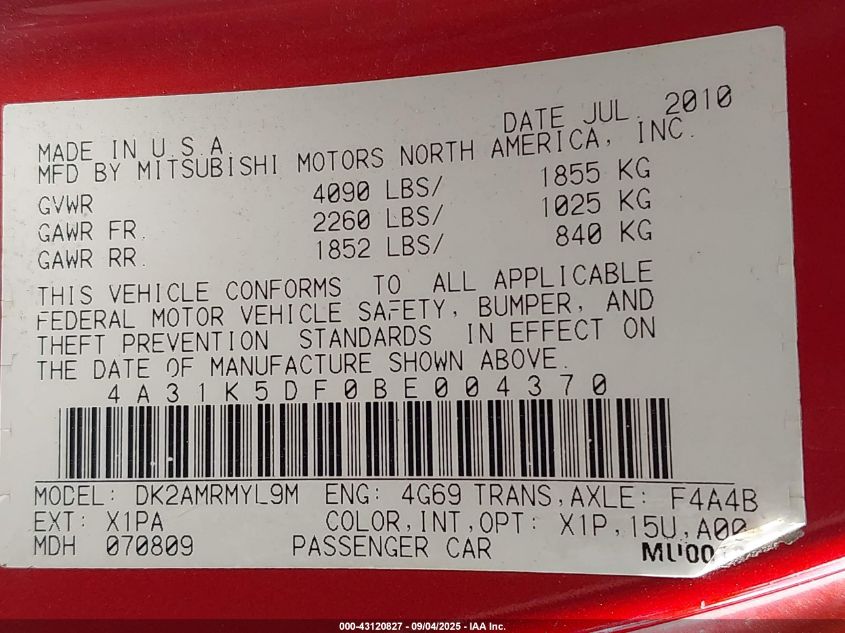 DATE JUL. 2010
MADE IN U.S.A.
MFD BY MITSUBISHI MOTORS NORTH AMERICA, INC.
GVWR 4090 LBS/ 1855 KG
GAWR FR. 2260 LBS/ 1025 KG
GAWR RR. 1852 LBS/ 840 KG
THIS VEHICLE CONFORMS TO ALL APPLICABLE
FEDERAL MOTOR VEHICLE SAFETY, BUMPER, AND
THEFT PREVENTION STANDARDS IN EFFECT ON
THE DATE OF MANUFACTURE SHOWN ABOVE.
4A31K5DF0BE004370
MODEL: DK2AMRMYL9M ENG: 4G69 TRANS,AXLE: F4A4B
EXT: X1PA COLOR,INT,OPT: X1P,15U,A00
MDH 070809 PASSENGER CAR
000-43120827 - 09/04/2025 - IAA Inc.